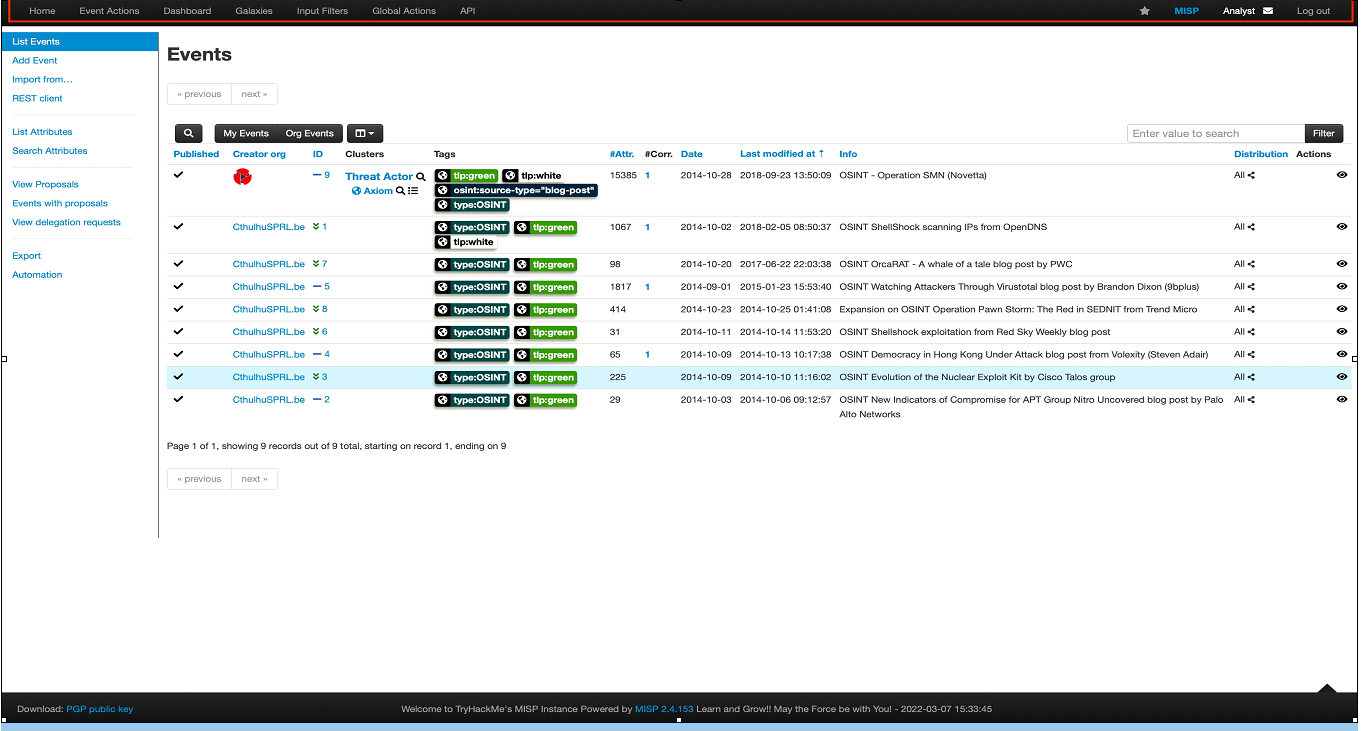 Home Event Actions Dashboard Galaxies Input Filters Global Actions API MISP Analyst Log out
List Events
Add Event
Import from…
REST client
List Attributes
Search Attributes
View Proposals
Events with proposals
View delegation requests
Export
Automation
Events
« previous next »
My Events Org Events Enter value to search Filter
Published Creator org ID Clusters Tags #Attr. #Corr. Date Last modified at ↑ Info Distribution Actions
9 Threat Actor tlp:green tlp:white 15385 1 2014-10-28 2018-09-23 13:50:09 OSINT - Operation SMN (Novetta) All
Axiom osint:source-type="blog-post"
type:OSINT
CthulhuSPRL.be 1 type:OSINT tlp:green 1067 1 2014-10-02 2018-02-05 08:50:37 OSINT ShellShock scanning IPs from OpenDNS All
tlp:white
CthulhuSPRL.be 7 type:OSINT tlp:green 98 2014-10-20 2017-06-22 22:03:38 OSINT OrcaRAT - A whale of a tale blog post by PWC All
CthulhuSPRL.be 5 type:OSINT tlp:green 1817 1 2014-09-01 2015-01-23 15:53:40 OSINT Watching Attackers Through Virustotal blog post by Brandon Dixon (9bplus) All
CthulhuSPRL.be 8 type:OSINT tlp:green 414 2014-10-23 2014-10-25 01:41:08 Expansion on OSINT Operation Pawn Storm: The Red in SEDNIT from Trend Micro All
CthulhuSPRL.be 6 type:OSINT tlp:green 31 2014-10-11 2014-10-14 11:53:20 OSINT Shellshock exploitation from Red Sky Weekly blog post All
CthulhuSPRL.be 4 type:OSINT tlp:green 65 1 2014-10-09 2014-10-13 10:17:38 OSINT Democracy in Hong Kong Under Attack blog post from Volexity (Steven Adair) All
CthulhuSPRL.be 3 type:OSINT tlp:green 225 2014-10-09 2014-10-10 11:16:02 OSINT Evolution of the Nuclear Exploit Kit by Cisco Talos group All
CthulhuSPRL.be 2 type:OSINT tlp:green 29 2014-10-03 2014-10-06 09:12:57 OSINT New Indicators of Compromise for APT Group Nitro Uncovered blog post by Palo All
Alto Networks
Page 1 of 1, showing 9 records out of 9 total, starting on record 1, ending on 9
« previous next »
Download: PGP public key Welcome to TryHackMe's MISP Instance Powered by MISP 2.4.153 Learn and Grow!! May the Force be with You! - 2022-03-07 15:33:45